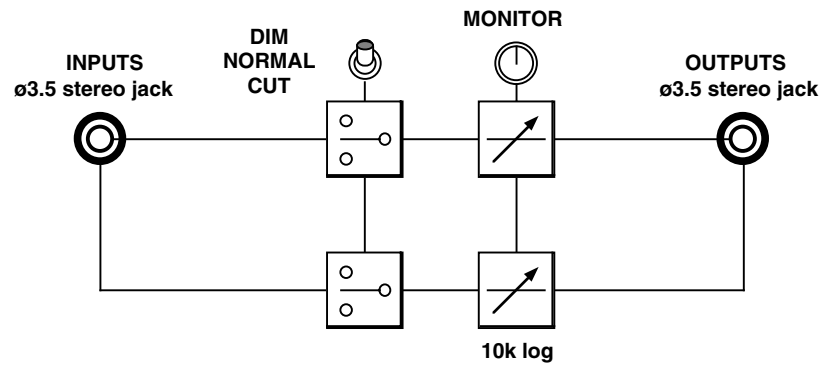 MONITOR
DIM
NORMAL
CUT
INPUTS
ø3.5 stereo jack
OUTPUTS
ø3.5 stereo jack
10k log